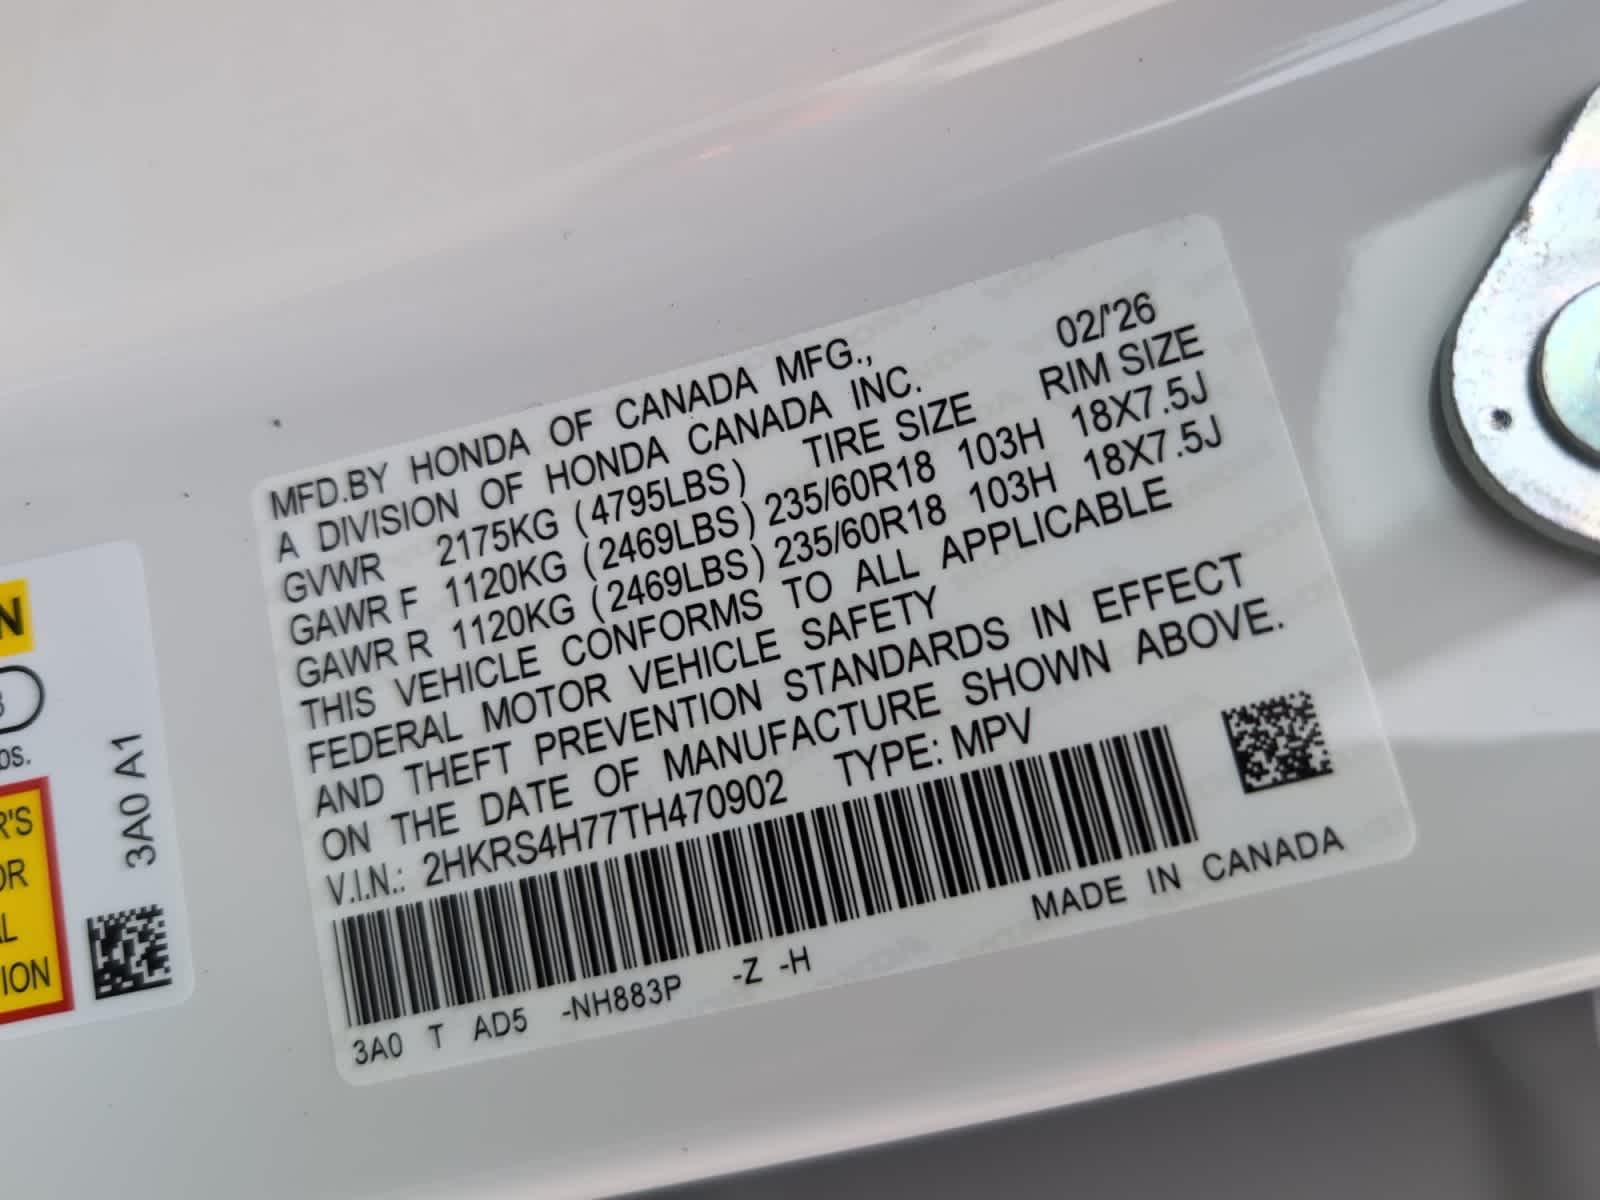 MFD.BY HONDA OF CANADA MFG., 02/'26
A DIVISION OF HONDA CANADA INC.
TIRE SIZE RIM SIZE
GVWR 2175KG (4795LBS)
GAWR F 1120KG (2469LBS) 235/60R18 103H 18X7.5J
GAWR R 1120KG (2469LBS) 235/60R18 103H 18X7.5J
THIS VEHICLE CONFORMS TO ALL APPLICABLE
FEDERAL MOTOR VEHICLE SAFETY
AND THEFT PREVENTION STANDARDS IN EFFECT
ON THE DATE OF MANUFACTURE SHOWN ABOVE.
V.I.N.: 2HKRS4H77TH470902 TYPE: MPV
MADE IN CANADA
3A0 T AD5 -NH883P -Z -H
3A0 A1